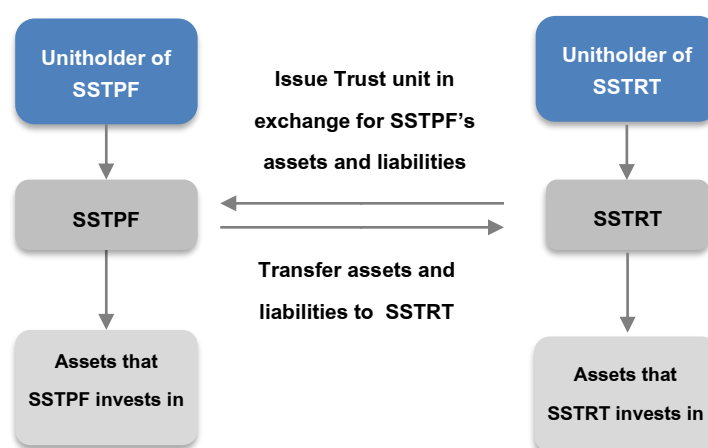 Unitholder of
SSTPF
Issue Trust unit in
exchange for SSTPF's
assets and liabilities
Unitholder of
SSTRT
SSTPF
SSTRT
Transfer assets and
liabilities to SSTRT
Assets that
SSTPF invests in
Assets that
SSTRT invests in